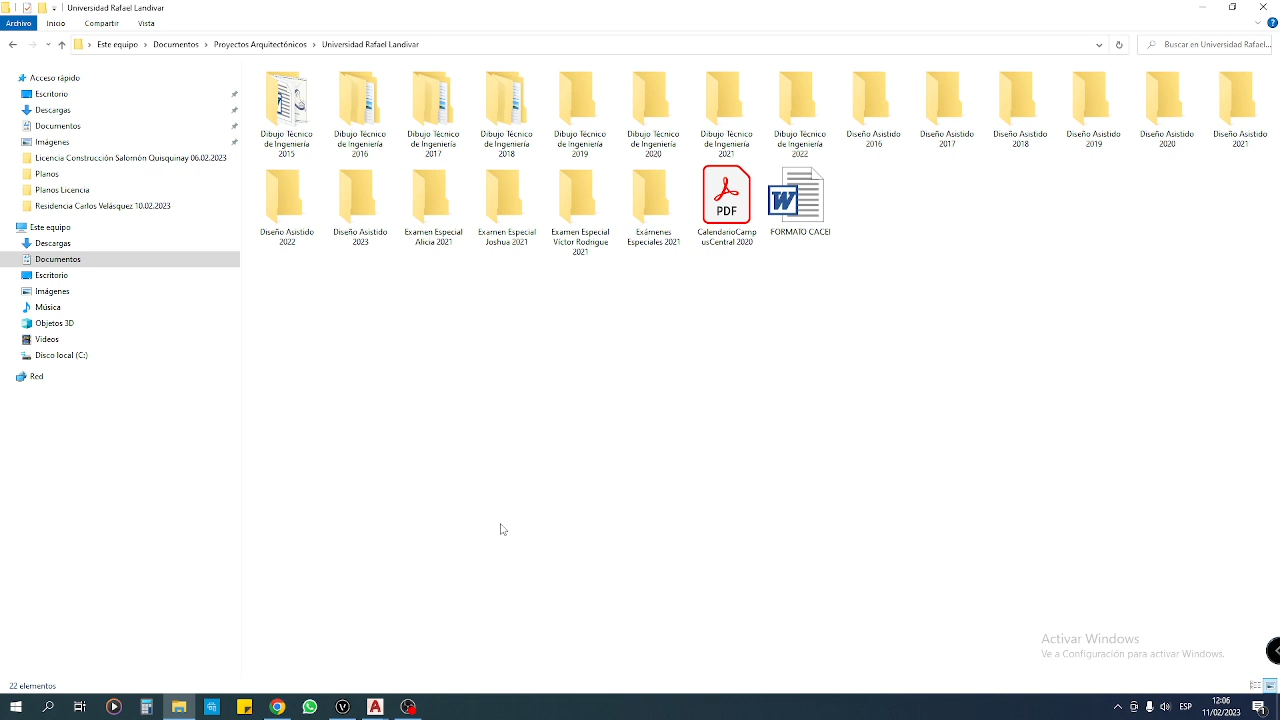 Universidad Rafael Landivar
Archivo Inicio Compartir Vista
Este equipo > Documentos > Proyectos Arquitectónicos > Universidad Rafael Landivar
Buscar en Universidad Rafael...
Acceso rápido
Escritorio
Descargas
Documentos
Imágenes
Licencia Construcción Salomón Quisquinay 06.02.2023
Planos
Planos Licencia
Residencia Carlos Velásquez 10.02.2023
Este equipo
Descargas
Documentos
Escritorio
Imágenes
Música
Objetos 3D
Vídeos
Disco local (C:)
Red
Dibujo Técnico
de Ingeniería
2015
Dibujo Técnico
de Ingeniería
2016
Dibujo Técnico
de Ingeniería
2017
Dibujo Técnico
de Ingeniería
2018
Dibujo Técnico
de Ingeniería
2019
Dibujo Técnico
de Ingeniería
2020
Dibujo Técnico
de Ingeniería
2021
Dibujo Técnico
de Ingeniería
2022
Diseño Asistido
2016
Diseño Asistido
2017
Diseño Asistido
2018
Diseño Asistido
2019
Diseño Asistido
2020
Diseño Asistido
2021
Diseño Asistido
2022
Diseño Asistido
2023
Examen Especial
Alicia 2021
Examen Especial
Joshua 2021
Examen Especial
Víctor Rodrigue
2021
Exámenes
Especiales 2021
PDF
CalendarioCamp
usCentral 2020
W
FORMATO CACEI
Activar Windows
Ve a Configuración para activar Windows.
22 elementos
ESP
12:06
11/02/2023